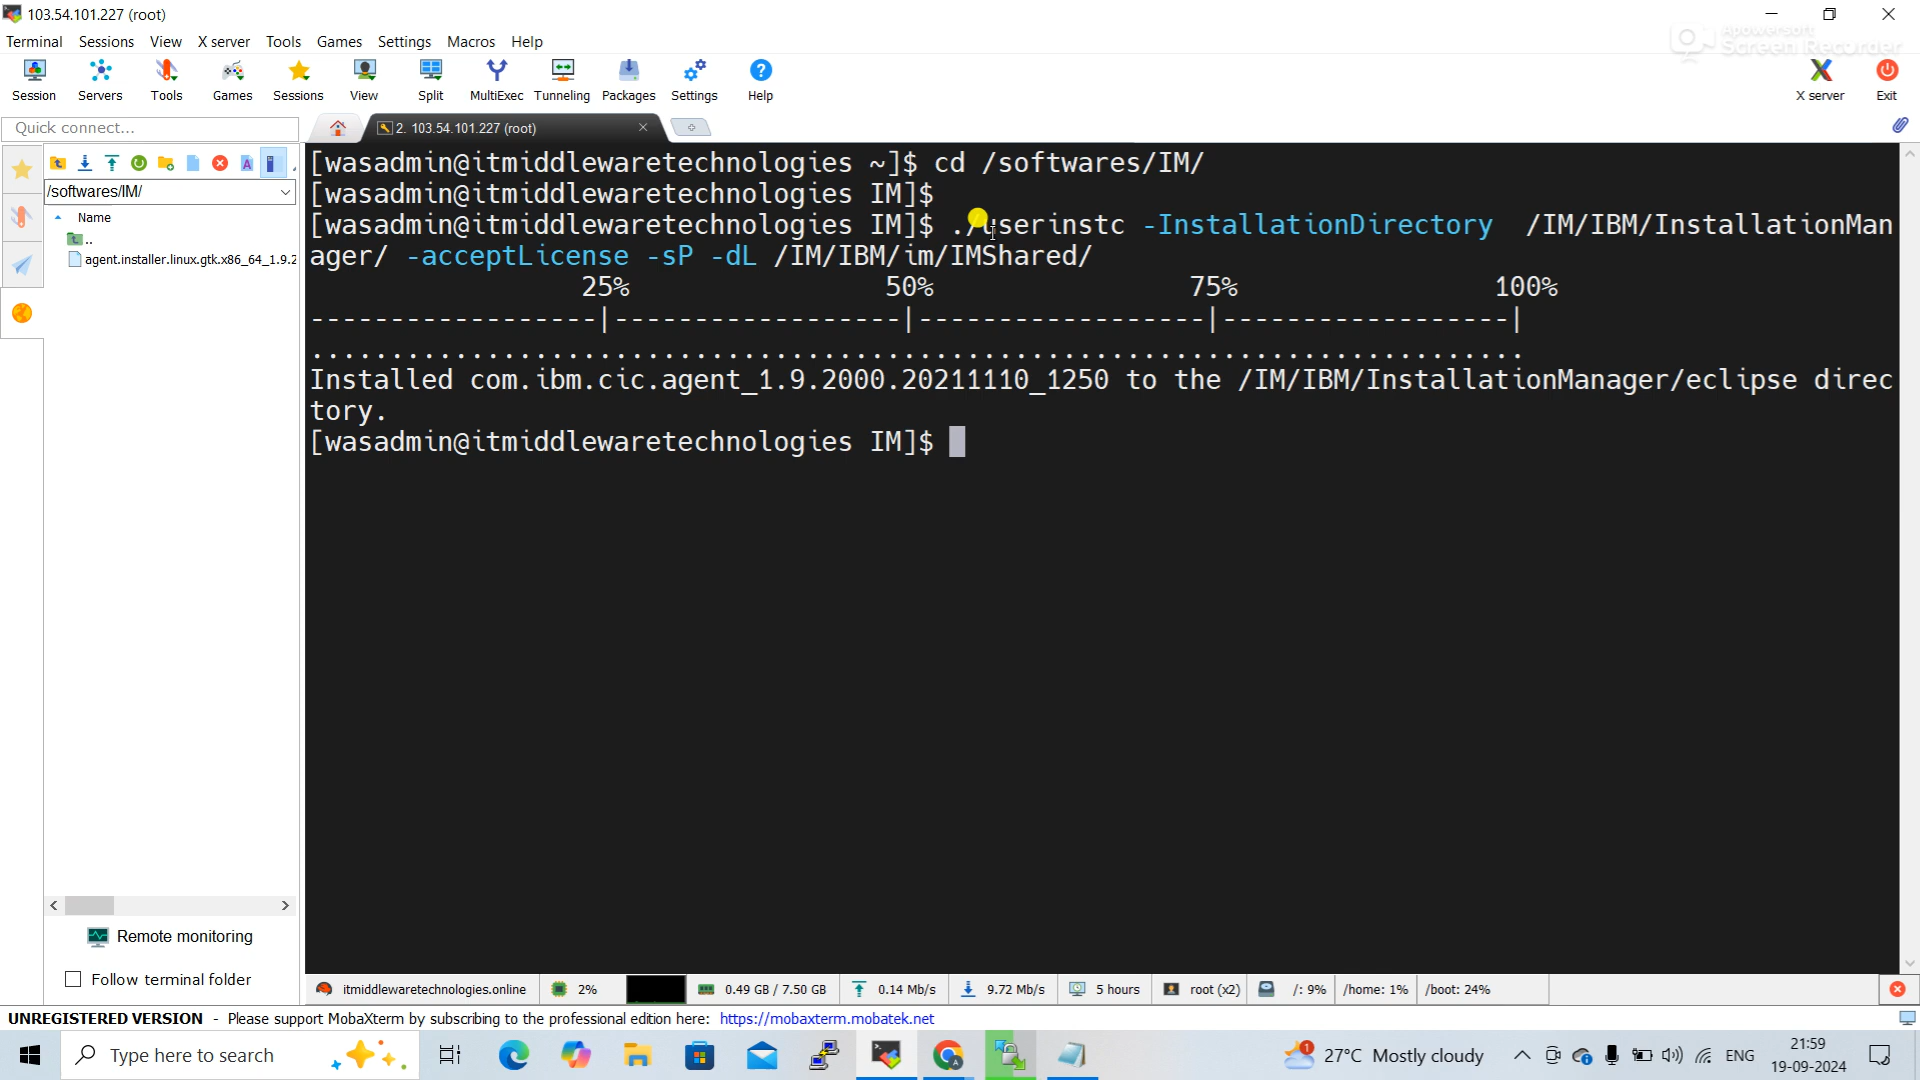 103.54.101.227 (root)
Apowersoft
Screen Recorder
Terminal Sessions View X server Tools Games Settings Macros Help
Session Servers Tools Games Sessions View Split MultiExec Tunneling Packages Settings Help X server Exit
Quick connect...
2. 103.54.101.227 (root)
/softwares/IM/
Name
..
agent.installer.linux.gtk.x86_64_1.9.2
[wasadmin@itmiddlewaretechnologies ~]$ cd /softwares/IM/
[wasadmin@itmiddlewaretechnologies IM]$
[wasadmin@itmiddlewaretechnologies IM]$ ./userinstc -InstallationDirectory  /IM/IBM/InstallationMan
ager/ -acceptLicense -sP -dL /IM/IBM/im/IMShared/
25% 50% 75% 100%
------------------|------------------|------------------|------------------|
............................................................................
Installed com.ibm.cic.agent_1.9.2000.20211110_1250 to the /IM/IBM/InstallationManager/eclipse direc
tory.
[wasadmin@itmiddlewaretechnologies IM]$
Remote monitoring
Follow terminal folder
itmiddlewaretechnologies.online 2% 0.49 GB / 7.50 GB 0.14 Mb/s 9.72 Mb/s 5 hours root (x2) /: 9% /home: 1% /boot: 24%
UNREGISTERED VERSION - Please support MobaXterm by subscribing to the professional edition here: https://mobaxterm.mobatek.net
Type here to search
1 27°C Mostly cloudy ENG
21:59
19-09-2024